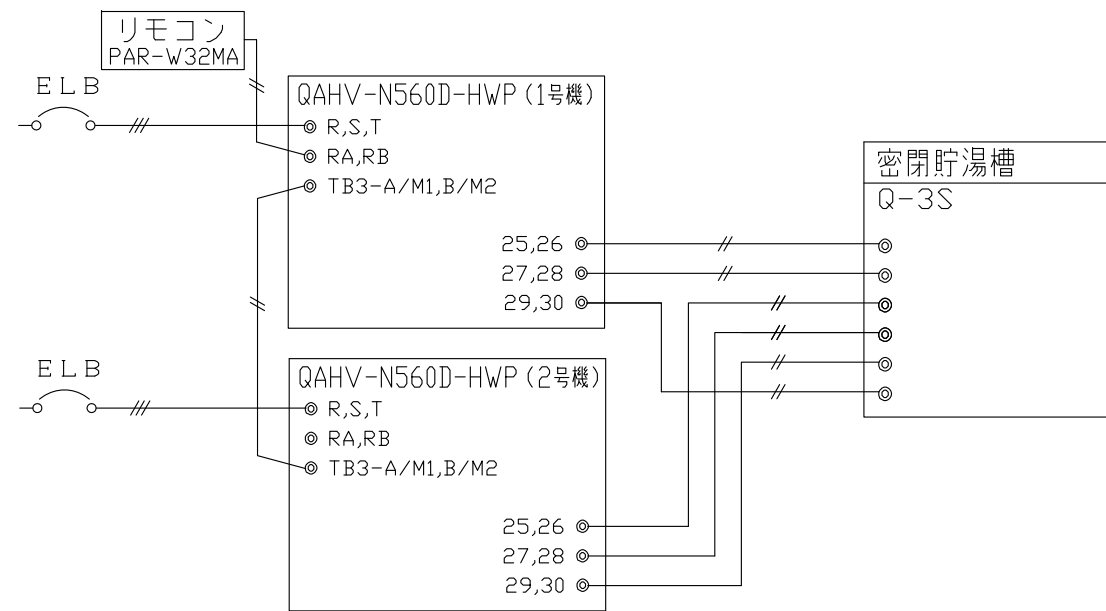 リモコン
PAR-W32MA
ELB
QAHV-N560D-HWP(1号機)
R,S,T
RA,RB
TB3-A/M1,B/M2
25,26
27,28
29,30
密閉貯湯槽
Q-3S
ELB
QAHV-N560D-HWP(2号機)
R,S,T
RA,RB
TB3-A/M1,B/M2
25,26
27,28
29,30